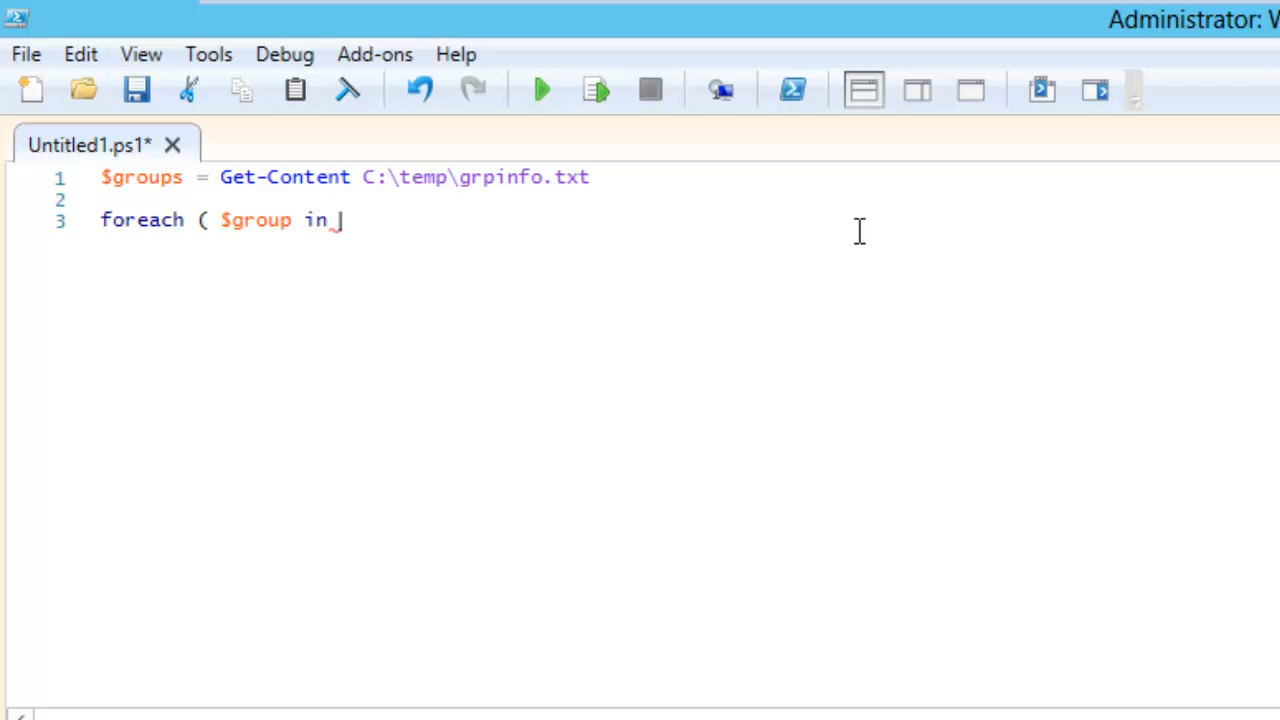 Administrator: W
File Edit View Tools Debug Add-ons Help
Untitled1.ps1*
1 $groups = Get-Content C:\temp\grpinfo.txt
2
3 foreach ( $group in